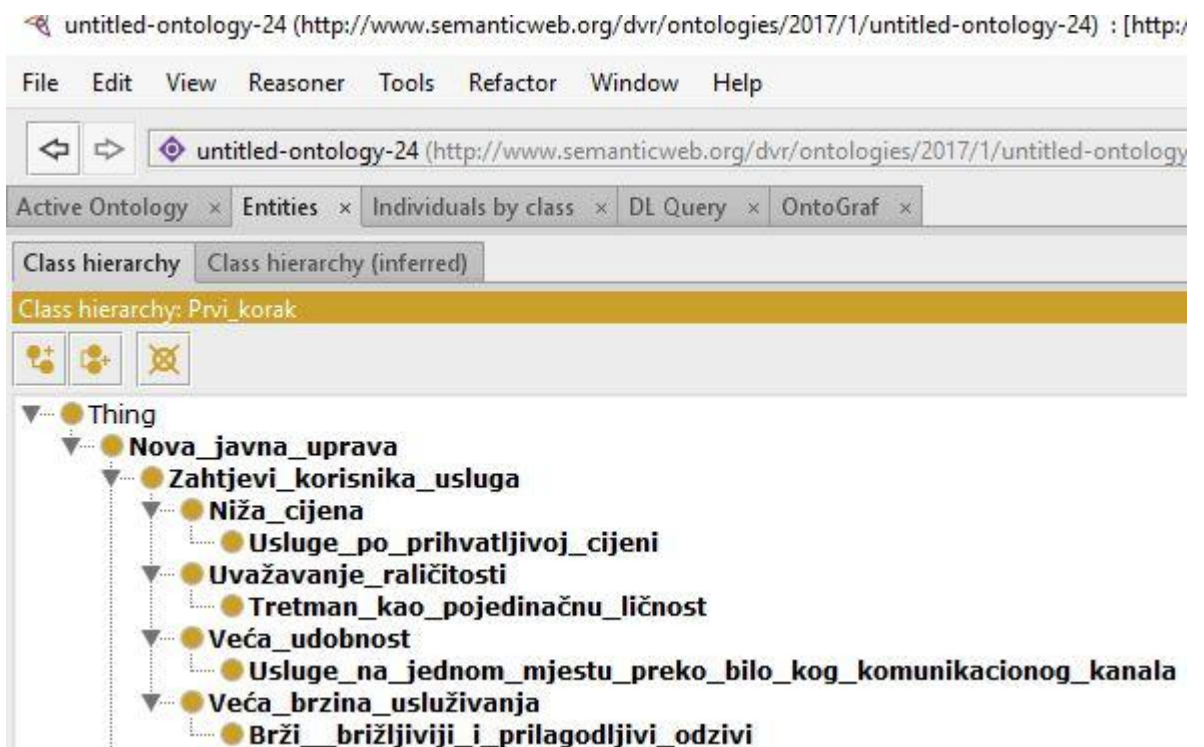 untitled-ontology-24 (http://www.semanticweb.org/dvr/ontologies/2017/1/untitled-ontology-24) : [http:/
File Edit View Reasoner Tools Refactor Window Help
untitled-ontology-24 (http://www.semanticweb.org/dvr/ontologies/2017/1/untitled-ontology
Active Ontology × Entities × Individuals by class × DL Query × OntoGraf ×
Class hierarchy Class hierarchy (inferred)
Class hierarchy: Prvi_korak
Thing
Nova_javna_uprava
Zahtjevi_korisnika_usluga
Niža_cijena
Usluge_po_prihvatljivoj_cijeni
Uvažavanje_raličitosti
Tretman_kao_pojedinačnu_ličnost
Veća_udobnost
Usluge_na_jednom_mjestu_preko_bilo_kog_komunikacionog_kanala
Veća_brzina_usluživanja
Brži__brižljiviji_i_prilagodljivi_odzivi